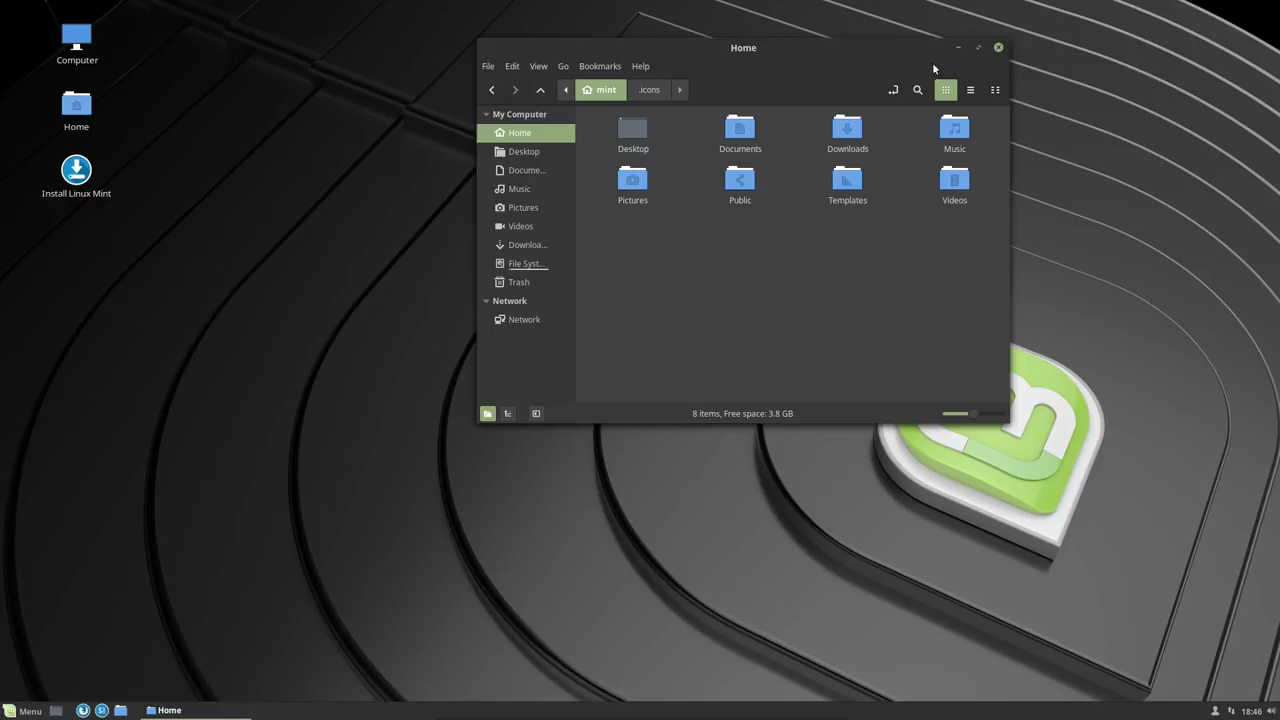 Computer
Home
Install Linux Mint
Home
File Edit View Go Bookmarks Help
mint .icons
My Computer
Home
Desktop
Docume...
Music
Pictures
Videos
Downloa...
File Syst...
Trash
Network
Network
Desktop Documents Downloads Music
Pictures Public Templates Videos
8 items, Free space: 3.8 GB
Menu Home 18:46